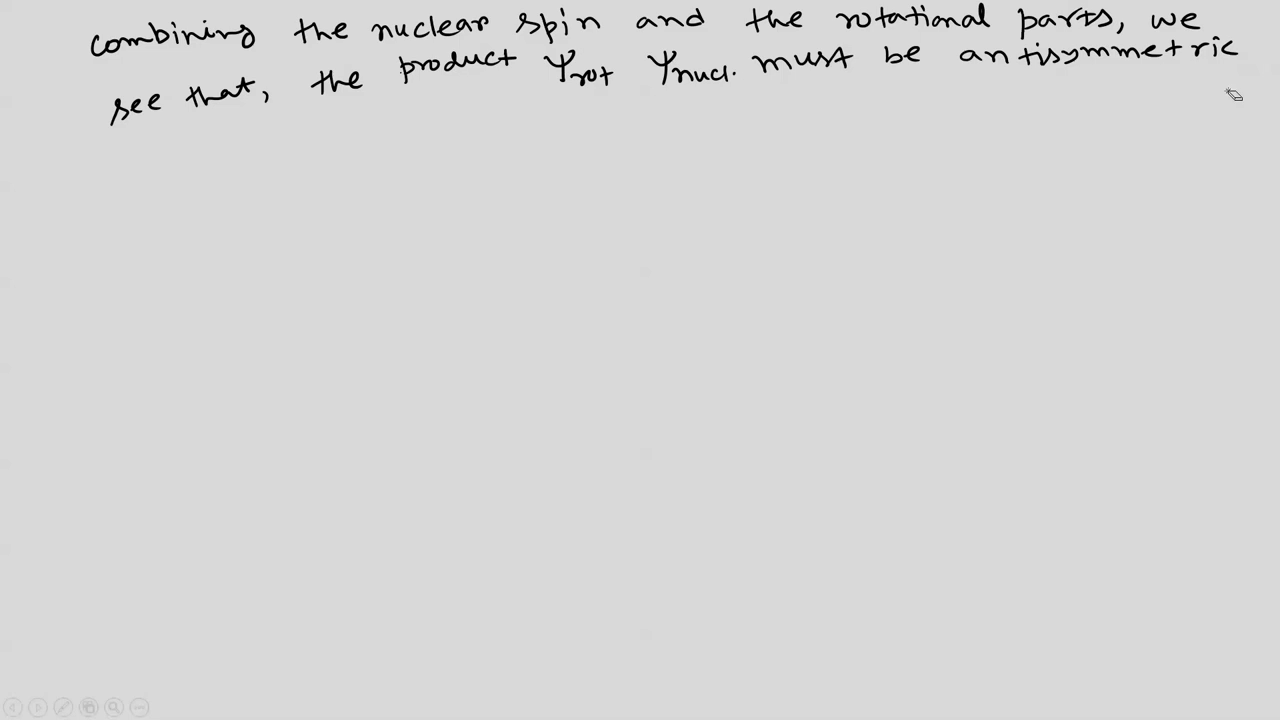 combining the nuclear spin and the rotational parts, we
see that, the product Ψrot Ψnucl. must be antisymmetric